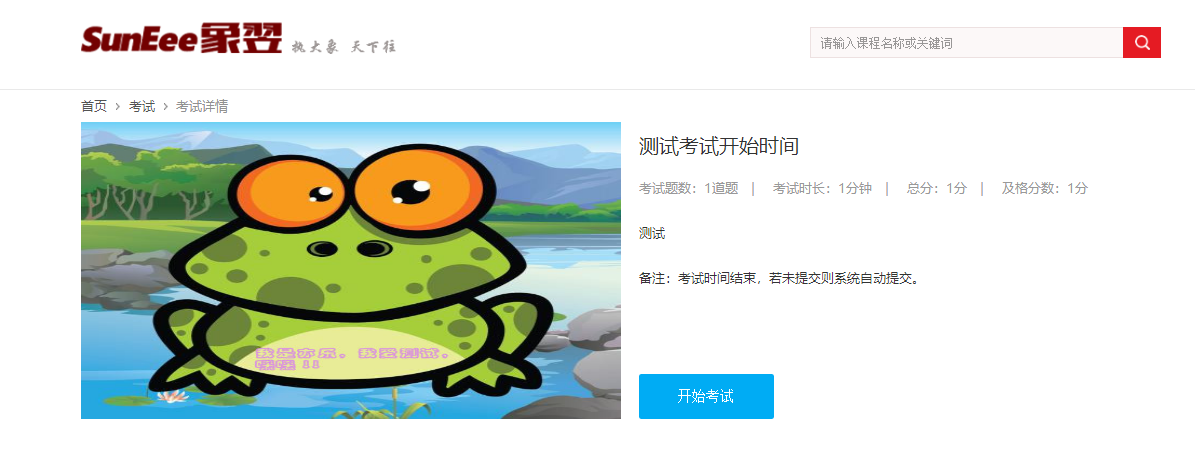 SunEee象翌 执大象 天下往
请输入课程名称或关键词
首页 > 考试 > 考试详情
测试考试开始时间
考试题数：1道题 | 考试时长：1分钟 | 总分：1分 | 及格分数：1分
测试
备注：考试时间结束，若未提交则系统自动提交。
开始考试